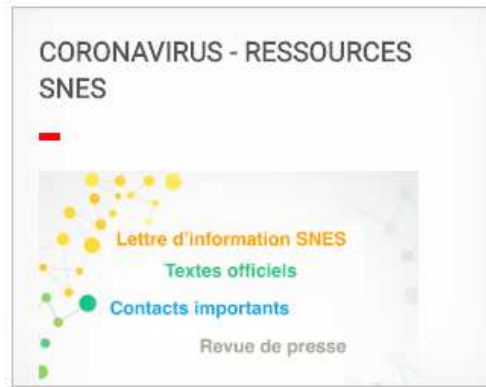 CORONAVIRUS - RESSOURCES
SNES
Lettre d'information SNES
Textes officiels
Contacts importants
Revue de presse